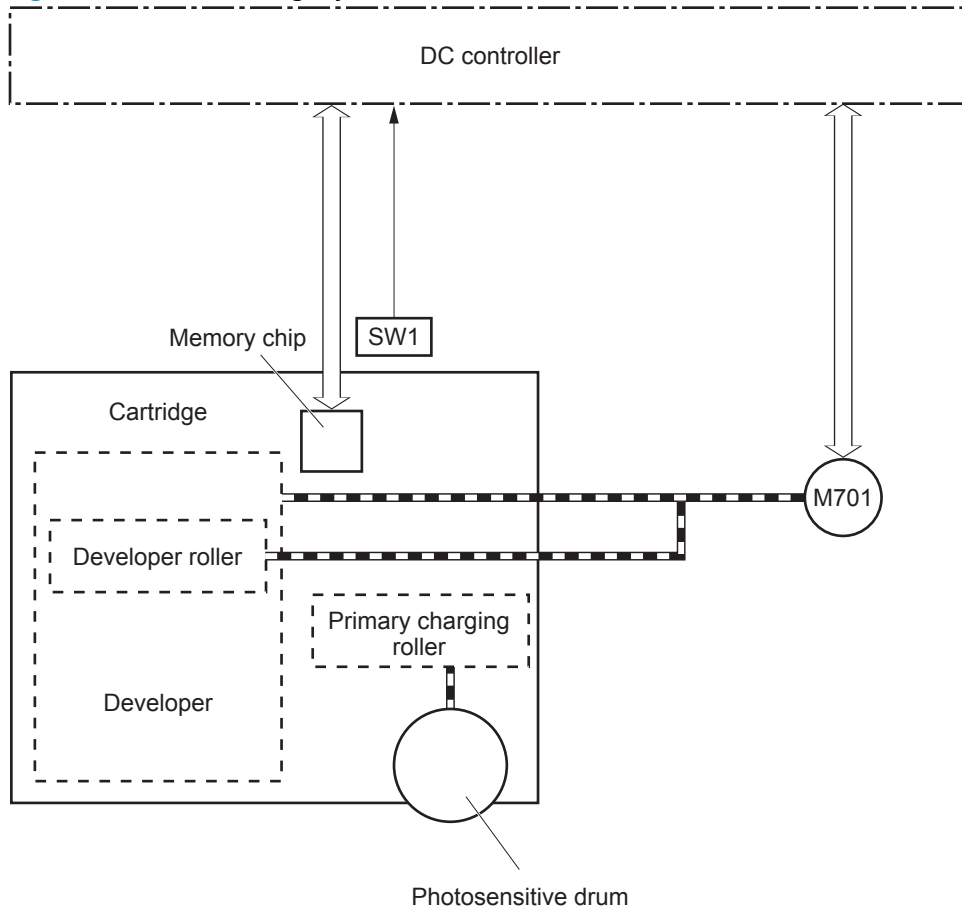 DC controller
Memory chip
SW1
Cartridge
M701
Developer roller
Primary charging
roller
Developer
Photosensitive drum